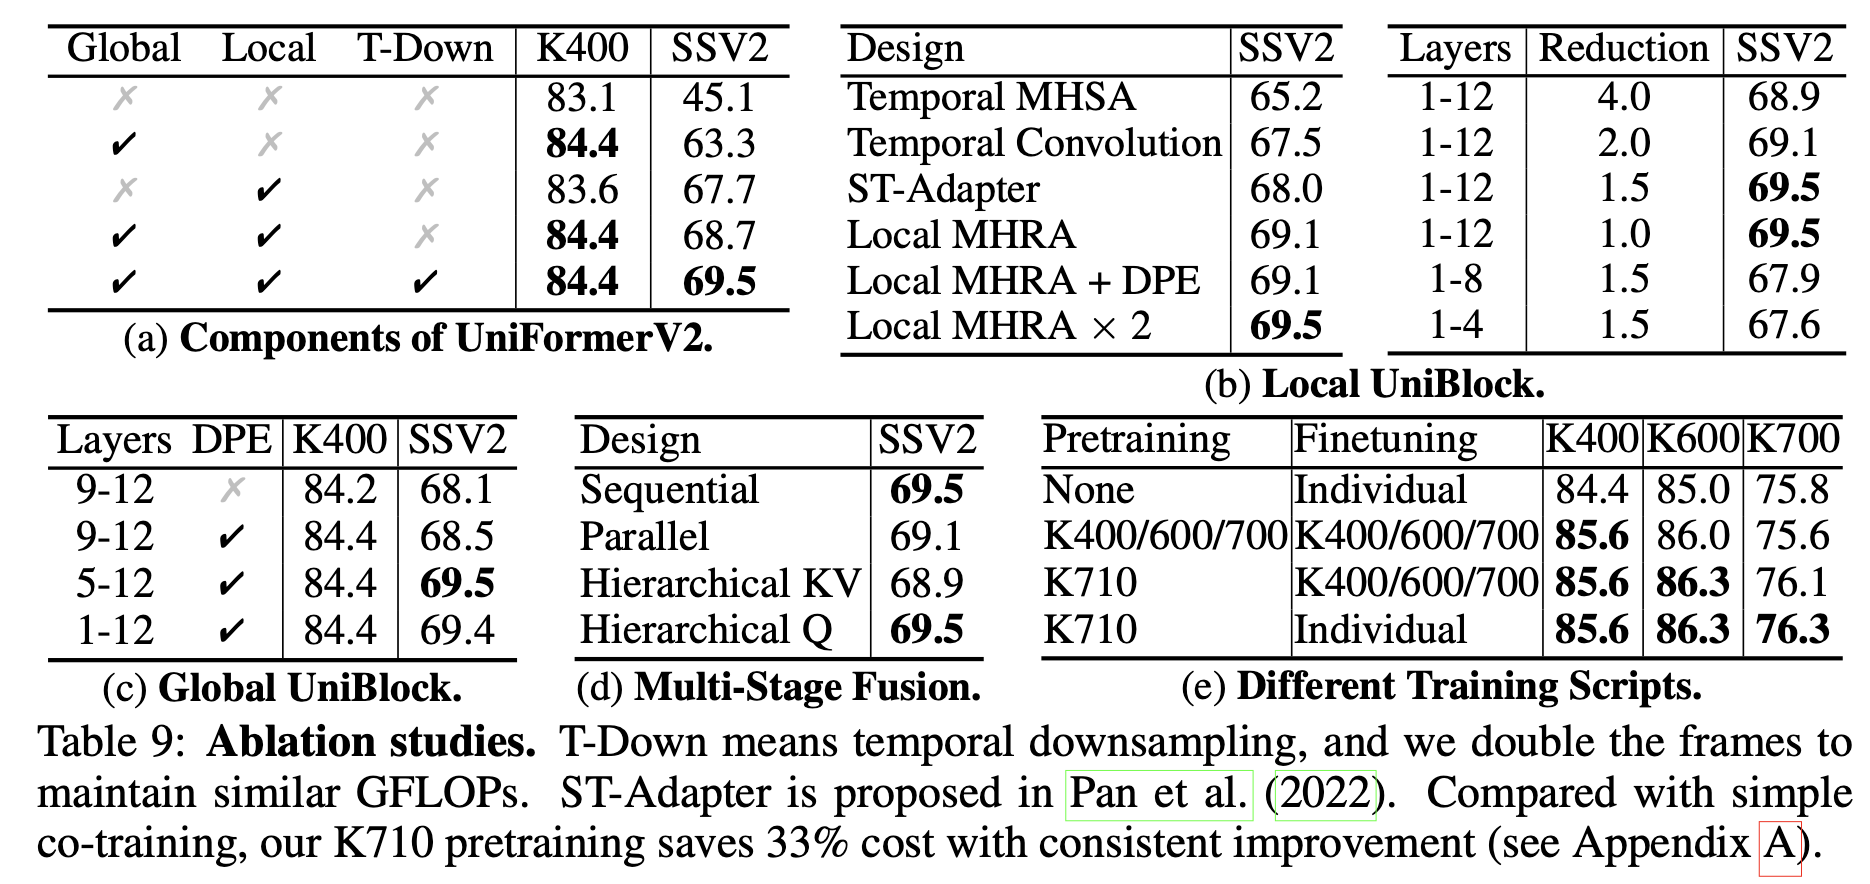 Global Local T-Down K400 SSV2
✗ ✗ ✗ 83.1 45.1
✓ ✗ ✗ 84.4 63.3
✗ ✓ ✗ 83.6 67.7
✓ ✓ ✗ 84.4 68.7
✓ ✓ ✓ 84.4 69.5
(a) Components of UniFormerV2.
Design SSV2
Temporal MHSA 65.2
Temporal Convolution 67.5
ST-Adapter 68.0
Local MHRA 69.1
Local MHRA + DPE 69.1
Local MHRA × 2 69.5
Layers Reduction SSV2
1-12 4.0 68.9
1-12 2.0 69.1
1-12 1.5 69.5
1-12 1.0 69.5
1-8 1.5 67.9
1-4 1.5 67.6
(b) Local UniBlock.
Layers DPE K400 SSV2
9-12 ✗ 84.2 68.1
9-12 ✓ 84.4 68.5
5-12 ✓ 84.4 69.5
1-12 ✓ 84.4 69.4
(c) Global UniBlock.
Design SSV2
Sequential 69.5
Parallel 69.1
Hierarchical KV 68.9
Hierarchical Q 69.5
(d) Multi-Stage Fusion.
Pretraining Finetuning K400 K600 K700
None Individual 84.4 85.0 75.8
K400/600/700 K400/600/700 85.6 86.0 75.6
K710 K400/600/700 85.6 86.3 76.1
K710 Individual 85.6 86.3 76.3
(e) Different Training Scripts.
Table 9: Ablation studies. T-Down means temporal downsampling, and we double the frames to
maintain similar GFLOPs. ST-Adapter is proposed in Pan et al. (2022). Compared with simple
co-training, our K710 pretraining saves 33% cost with consistent improvement (see Appendix A).